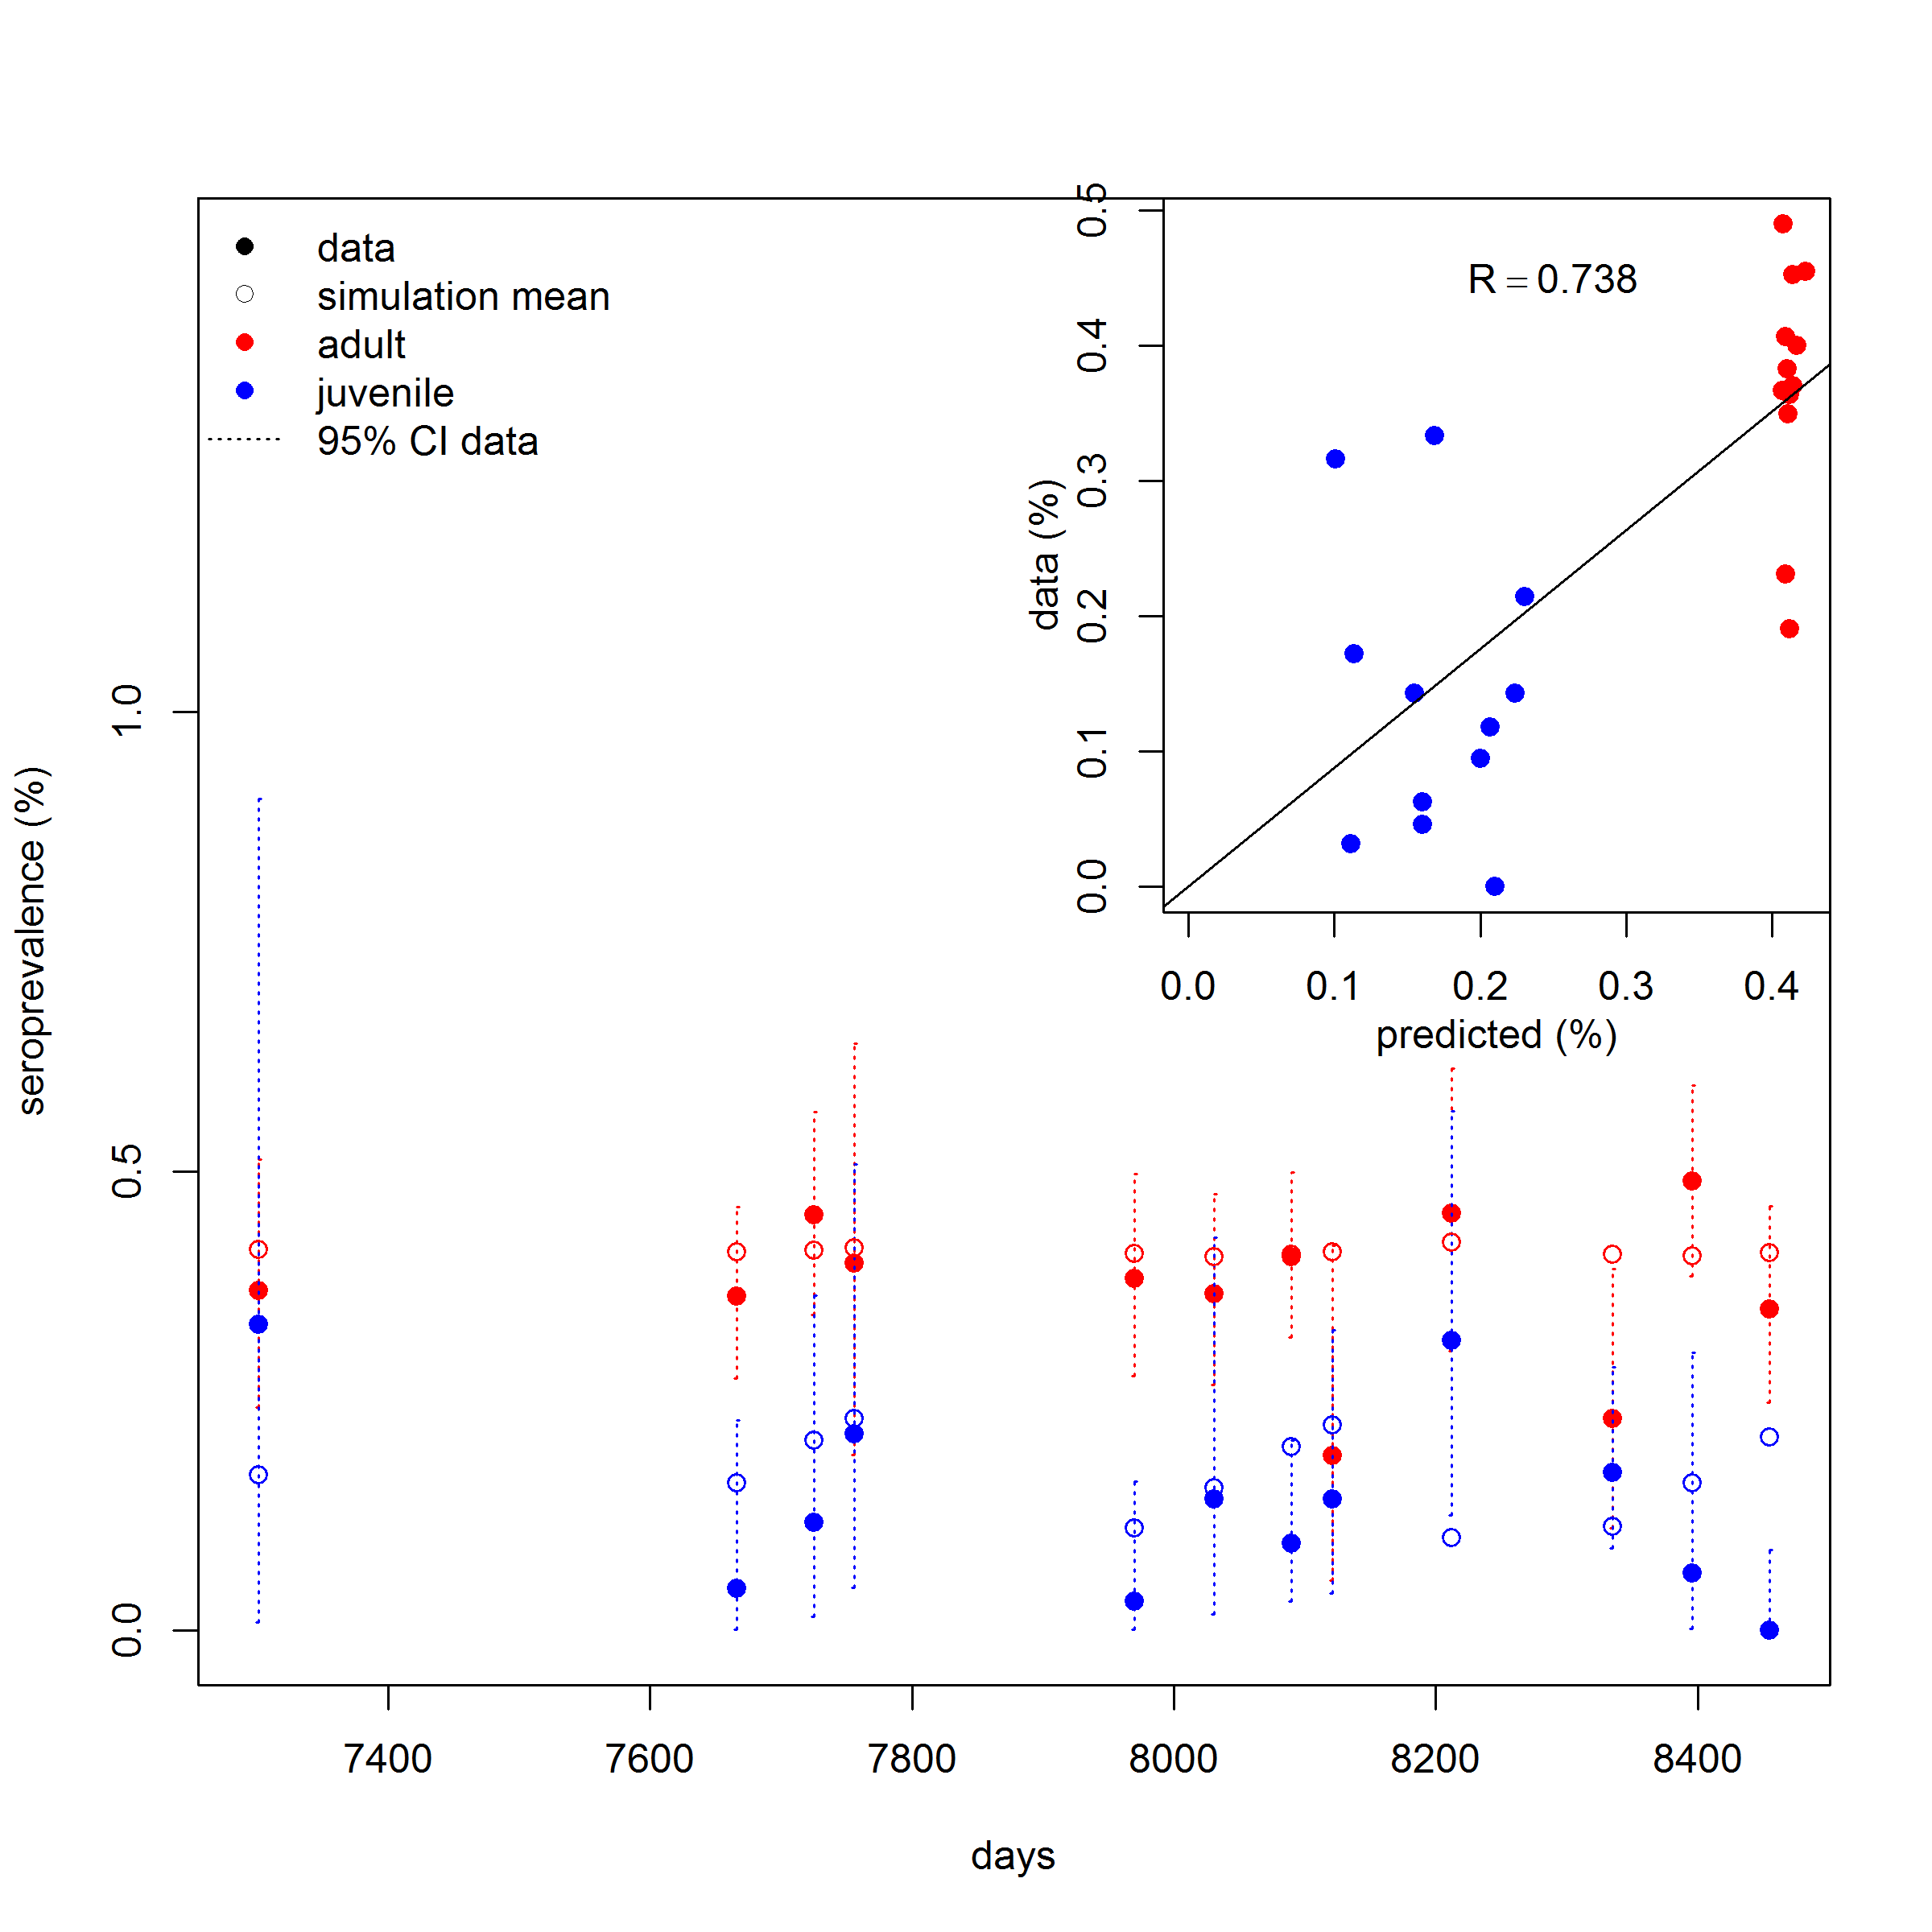 data
simulation mean
adult
juvenile
95% CI data
R = 0.738
data (%)
0.5
0.4
0.3
0.2
0.1
0.0
0.0 0.1 0.2 0.3 0.4
predicted (%)
seroprevalence (%)
1.0
0.5
0.0
7400 7600 7800 8000 8200 8400
days